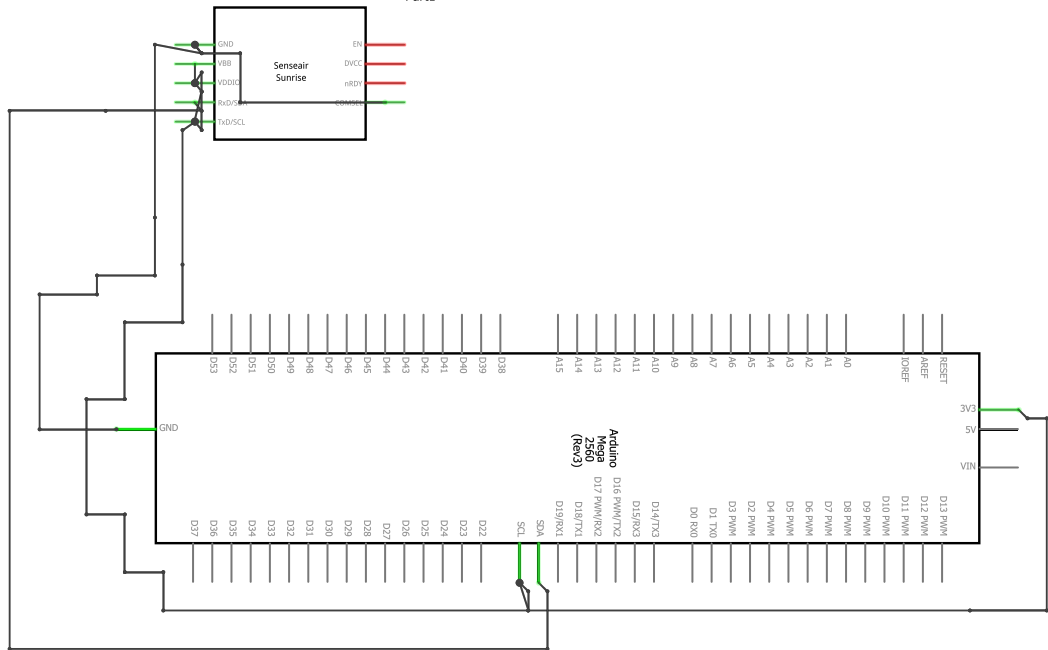 GND
VBB
VDDIO
RxD/SDA
TxD/SCL
Senseair
Sunrise
EN
DVCC
nRDY
COMSEL
D53
D52
D51
D50
D49
D48
D47
D46
D45
D44
D43
D42
D41
D40
D39
D38
A15
A14
A13
A12
A11
A10
A9
A8
A7
A6
A5
A4
A3
A2
A1
A0
IOREF
AREF
RESET
GND
3V3
5V
VIN
Arduino
Mega
2560
(Rev3)
D37
D36
D35
D34
D33
D32
D31
D30
D29
D28
D27
D26
D25
D24
D23
D22
SCL
SDA
D19/RX1
D18/TX1
D17 PWM/RX2
D16 PWM/TX2
D15/RX3
D14/TX3
D0 RX0
D1 TX0
D3 PWM
D2 PWM
D4 PWM
D5 PWM
D6 PWM
D7 PWM
D8 PWM
D9 PWM
D10 PWM
D11 PWM
D12 PWM
D13 PWM